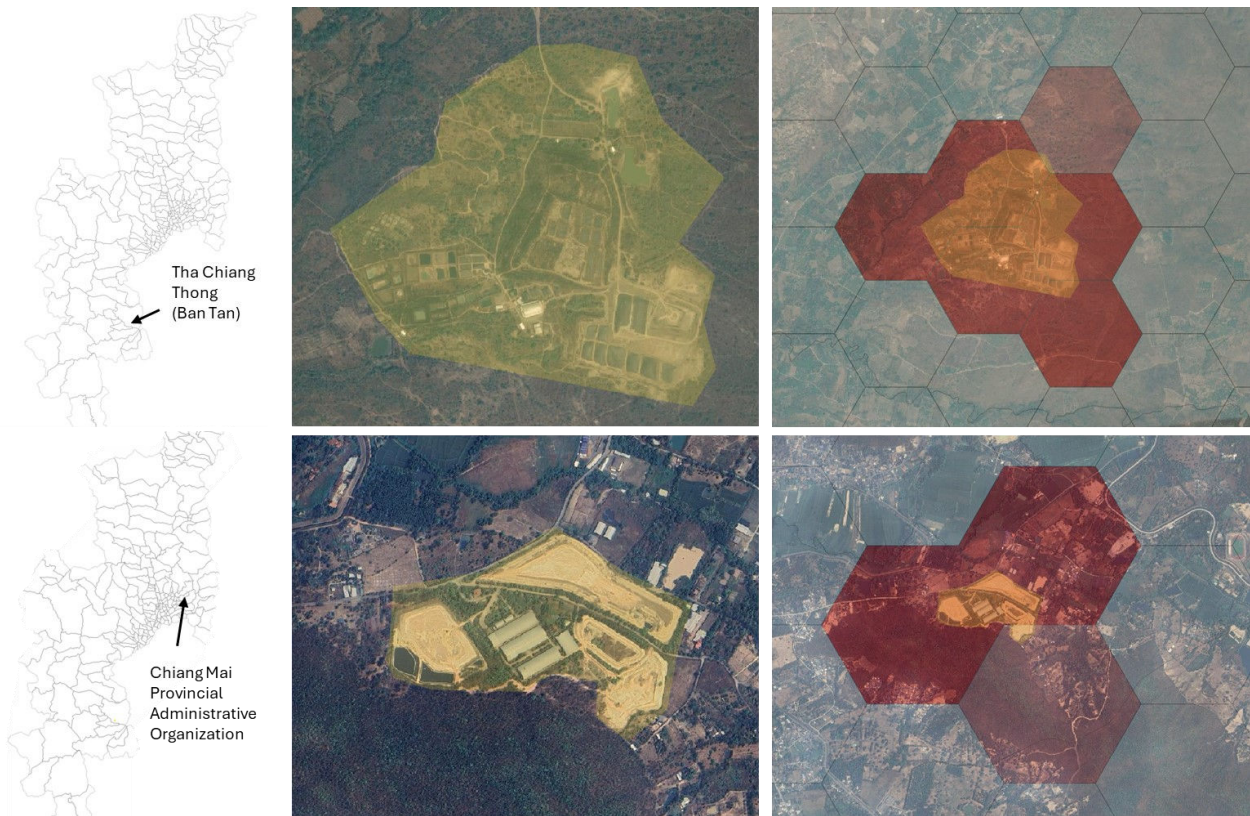 Tha Chiang
Thong
(Ban Tan)
Chiang Mai
Provincial
Administrative
Organization